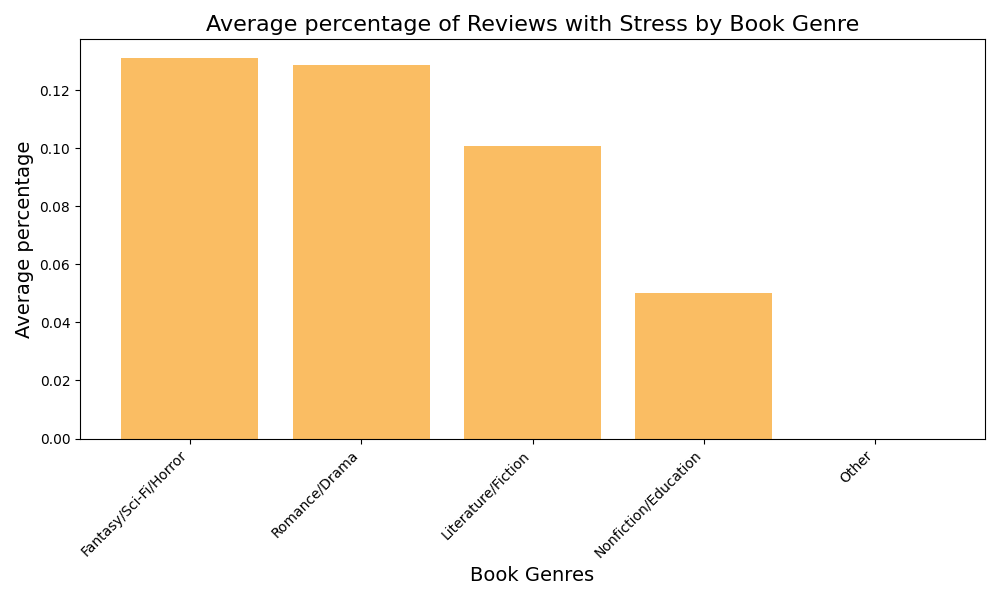 Average percentage of Reviews with Stress by Book Genre
Average percentage
0.12
0.10
0.08
0.06
0.04
0.02
0.00
Fantasy/Sci-Fi/Horror
Romance/Drama
Literature/Fiction
Nonfiction/Education
Other
Book Genres